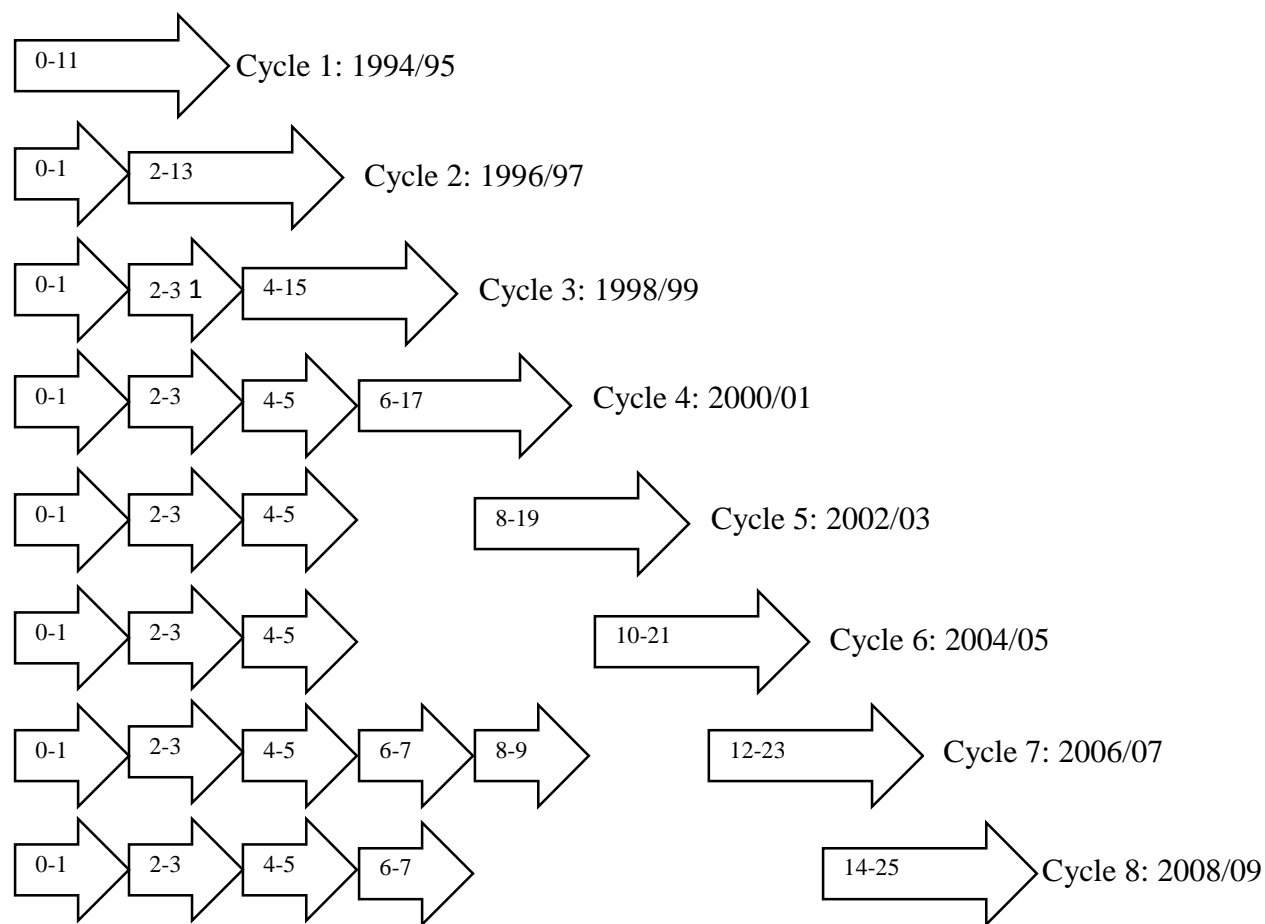 0-11 Cycle 1: 1994/95
0-1 2-13 Cycle 2: 1996/97
0-1 2-3 1 4-15 Cycle 3: 1998/99
0-1 2-3 4-5 6-17 Cycle 4: 2000/01
0-1 2-3 4-5 8-19 Cycle 5: 2002/03
0-1 2-3 4-5 10-21 Cycle 6: 2004/05
0-1 2-3 4-5 6-7 8-9 12-23 Cycle 7: 2006/07
0-1 2-3 4-5 6-7 14-25 Cycle 8: 2008/09